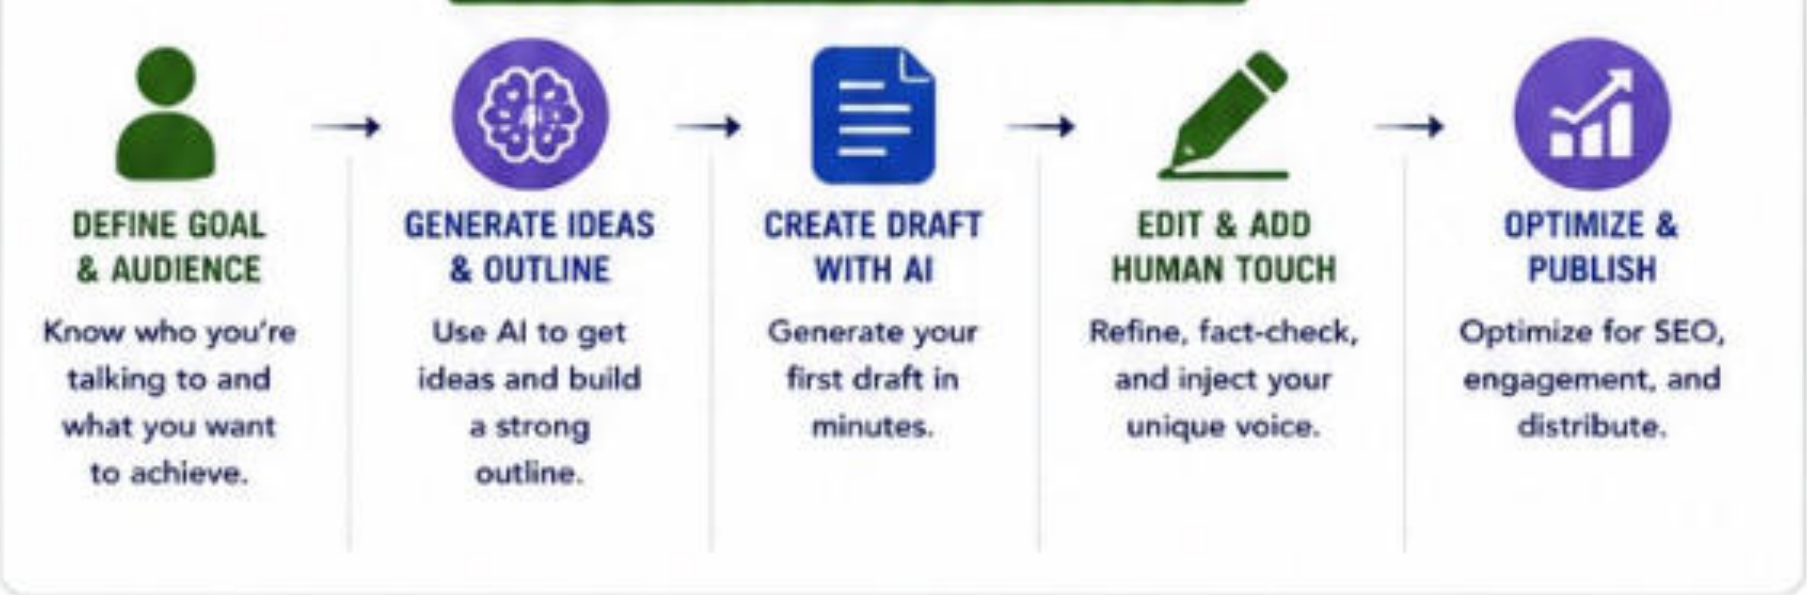 DEFINE GOAL
& AUDIENCE
Know who you're
talking to and
what you want
to achieve.
GENERATE IDEAS
& OUTLINE
Use AI to get
ideas and build
a strong
outline.
CREATE DRAFT
WITH AI
Generate your
first draft in
minutes.
EDIT & ADD
HUMAN TOUCH
Refine, fact-check,
and inject your
unique voice.
OPTIMIZE &
PUBLISH
Optimize for SEO,
engagement, and
distribute.